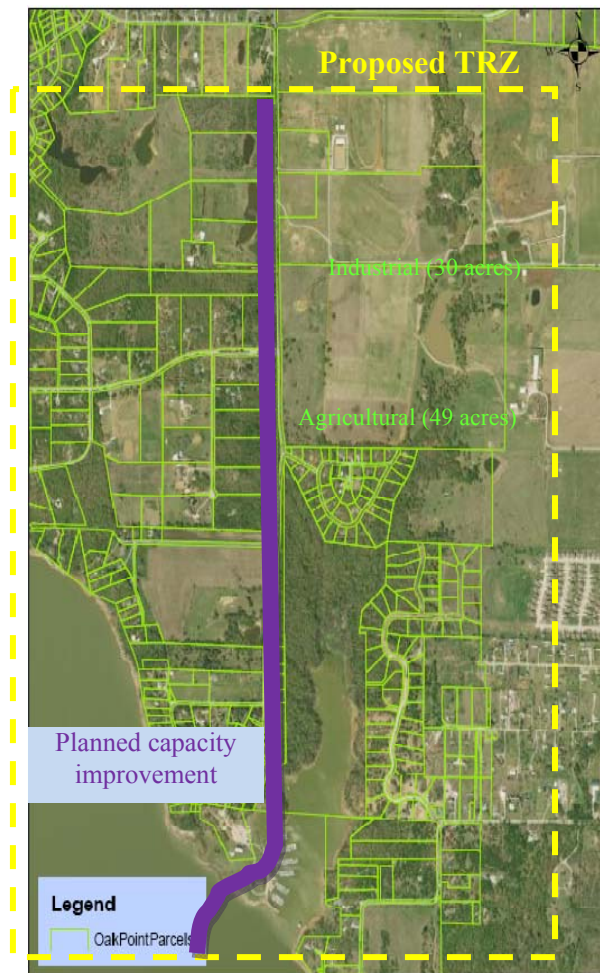 Proposed TRZ
W
S
Industrial (30 acres)
Agricultural (49 acres)
Planned capacity
improvement
Legend
OakPointParcels